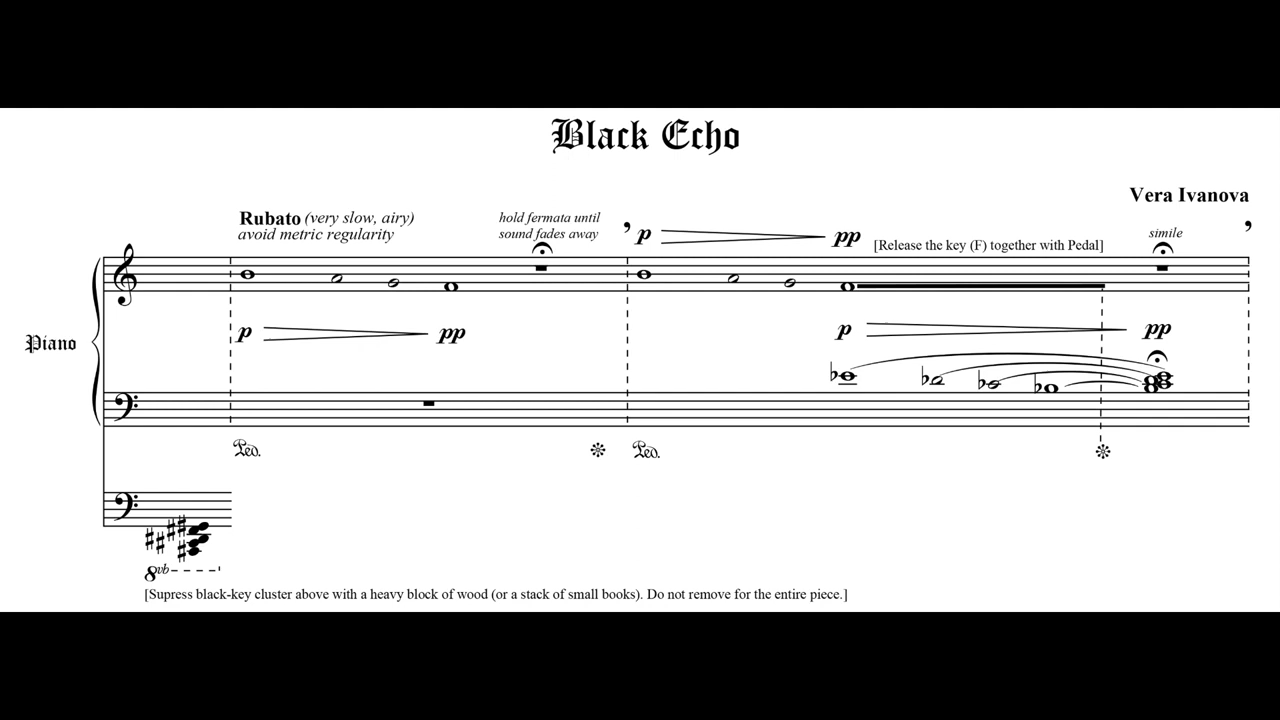 Black Echo
Vera Ivanova
Rubato (very slow, airy)
avoid metric regularity
hold fermata until
sound fades away
p pp
[Release the key (F) together with Pedal]
simile
Piano
p pp
p pp
Ped.
Ped.
8vb
[Supress black-key cluster above with a heavy block of wood (or a stack of small books). Do not remove for the entire piece.]